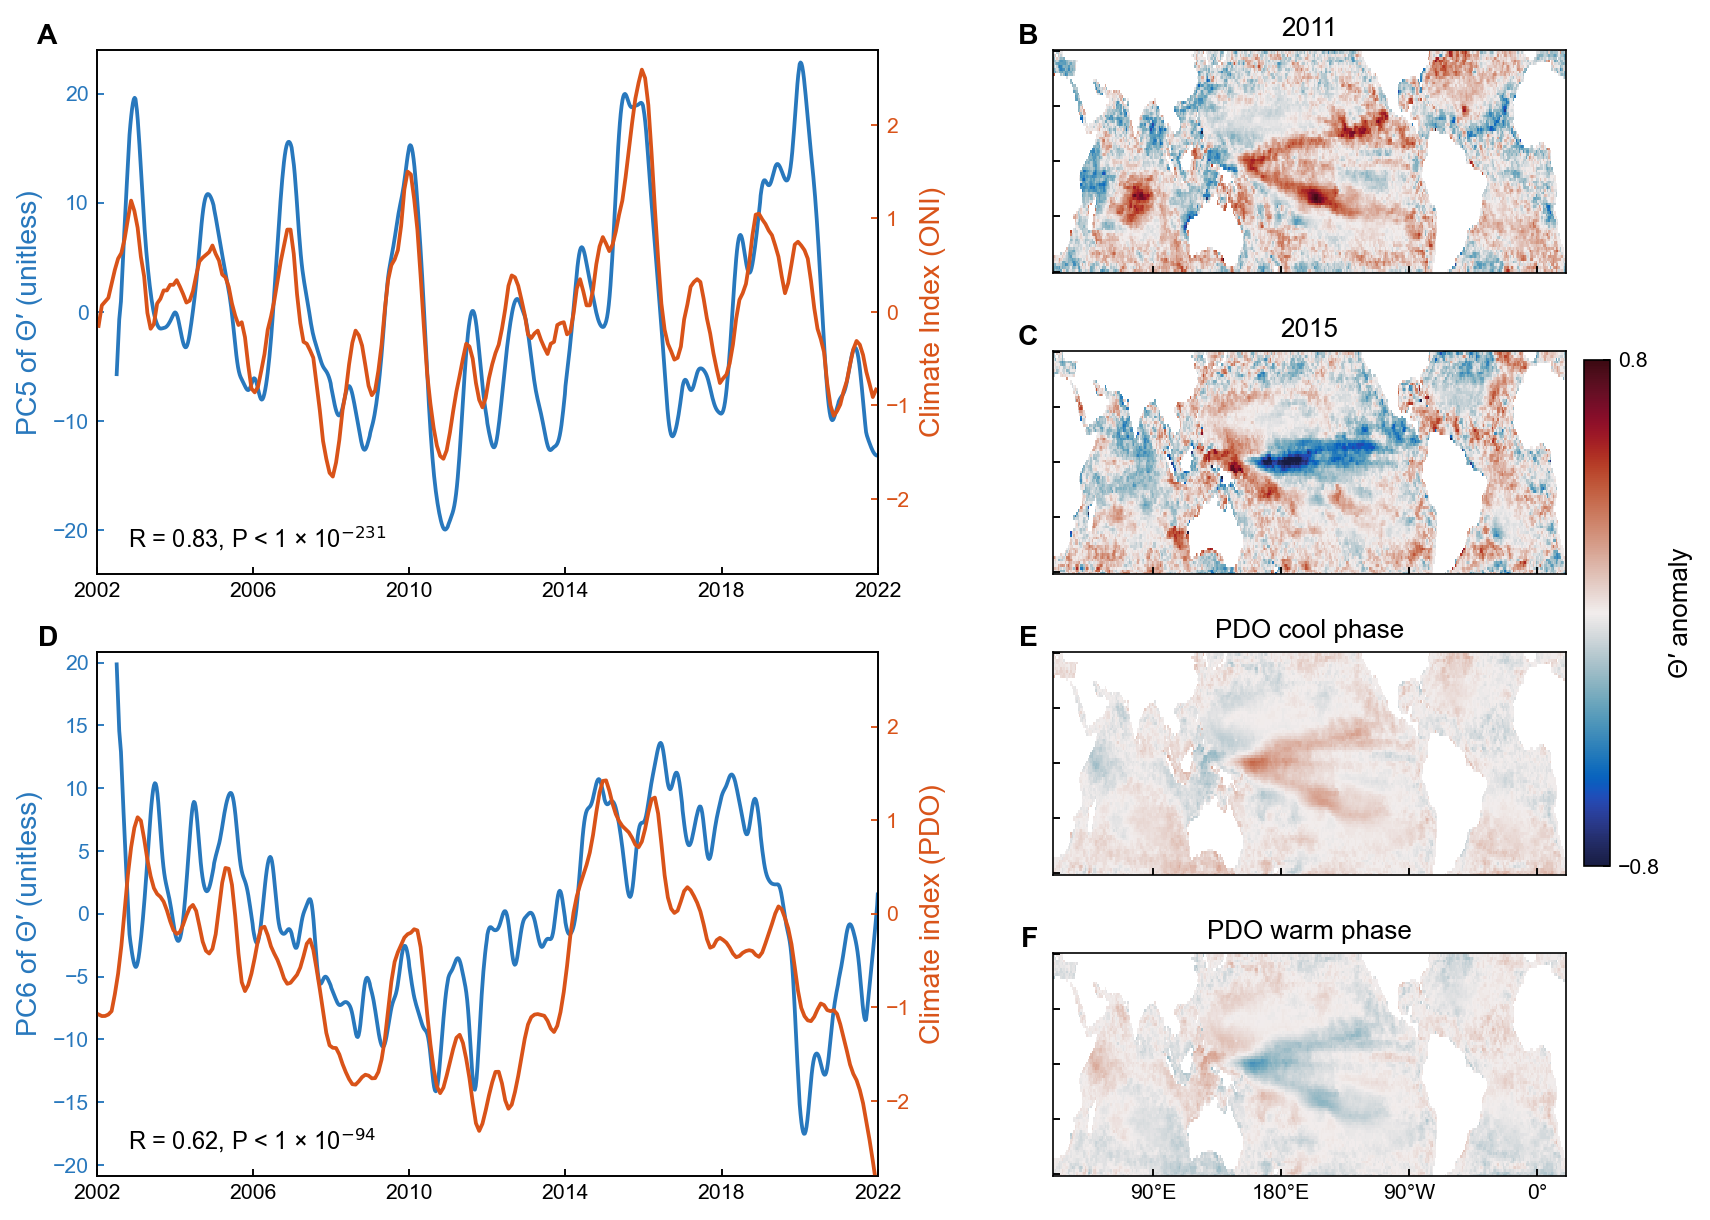 A
20
10
0
−10
−20
PC5 of Θ′ (unitless)
2
1
0
−1
−2
Climate Index (ONI)
R = 0.83, P < 1 × 10−231
2002 2006 2010 2014 2018 2022
B
2011
C
2015
D
20
15
10
5
0
−5
−10
−15
−20
PC6 of Θ′ (unitless)
2
1
0
−1
−2
Climate index (PDO)
R = 0.62, P < 1 × 10−94
2002 2006 2010 2014 2018 2022
E
PDO cool phase
F
PDO warm phase
90°E 180°E 90°W 0°
0.8
−0.8
Θ′ anomaly